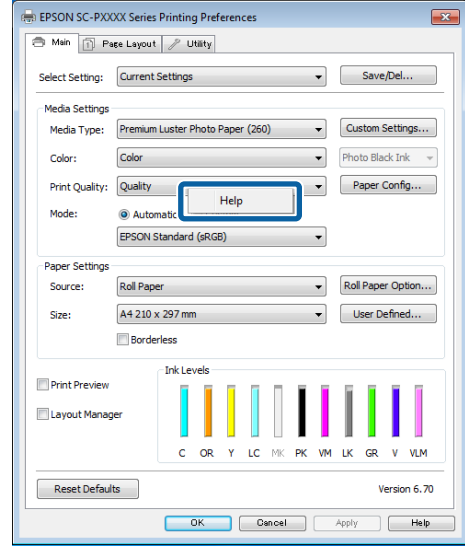 EPSON SC-PXXXX Series Printing Preferences
Main Page Layout Utility
Select Setting: Current Settings Save/Del...
Media Settings
Media Type: Premium Luster Photo Paper (260) Custom Settings...
Color: Color Photo Black Ink
Print Quality: Quality Paper Config...
Help
Mode: Automatic
EPSON Standard (sRGB)
Paper Settings
Source: Roll Paper Roll Paper Option...
Size: A4 210 x 297 mm User Defined...
Borderless
Ink Levels
Print Preview
Layout Manager
C OR Y LC MK PK VM LK GR V VLM
Reset Defaults Version 6.70
OK Cancel Apply Help